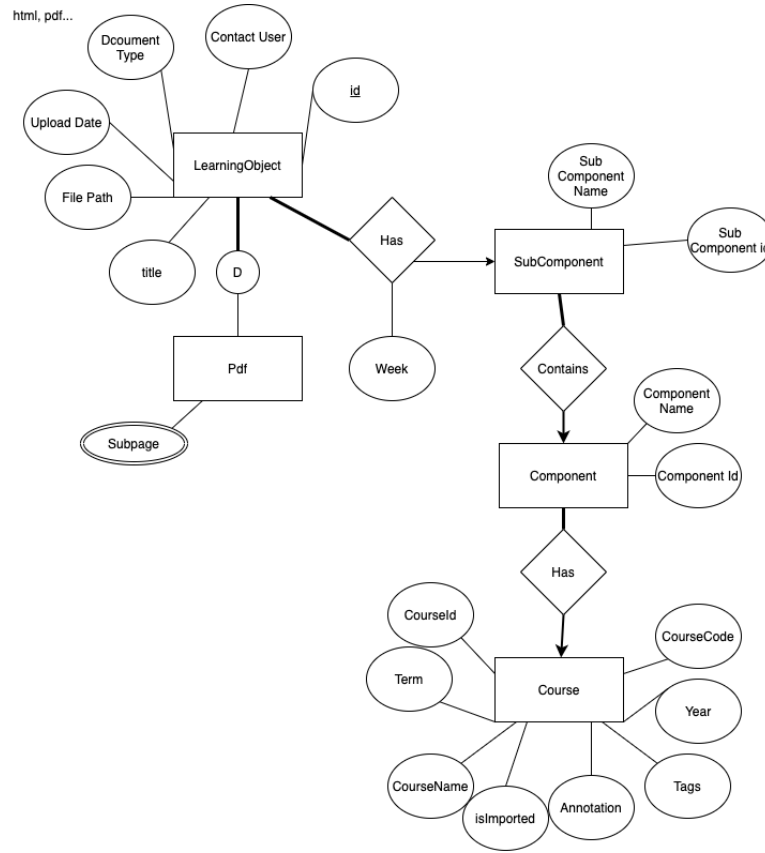 html, pdf...
Dcoument
Type
Contact User
id
Upload Date
LearningObject
File Path
title
D
Has
Sub
Component
Name
Sub
Component id
SubComponent
Pdf
Week
Contains
Subpage
Component
Name
Component
Component Id
Has
CourseId
CourseCode
Term
Course
Year
CourseName
isImported
Annotation
Tags